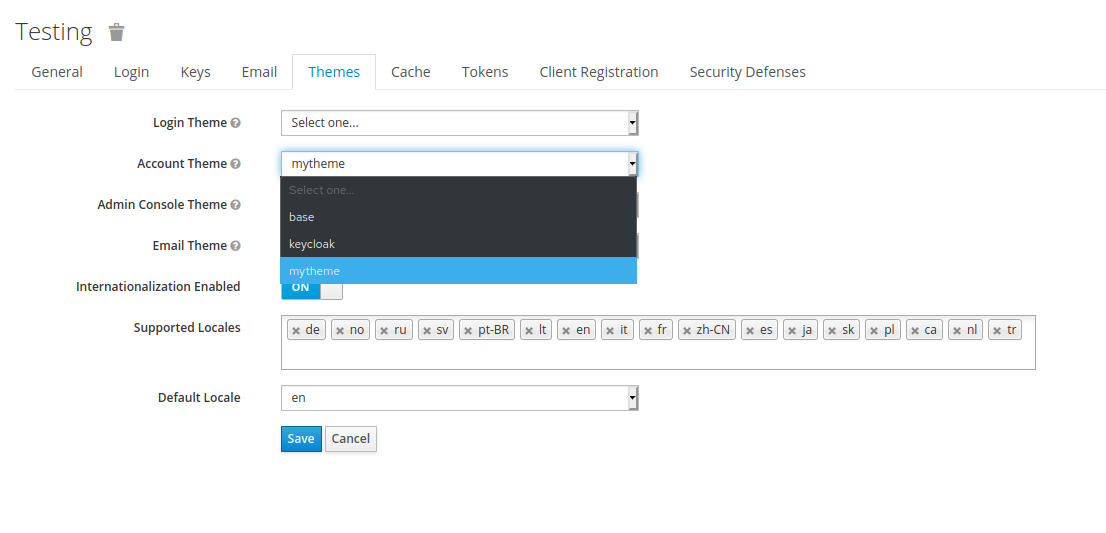 Testing
General Login Keys Email Themes Cache Tokens Client Registration Security Defenses
Login Theme Select one...
Account Theme mytheme
Select one...
Admin Console Theme
base
Email Theme keycloak
mytheme
Internationalization Enabled ON
Supported Locales de no ru sv pt-BR lt en it fr zh-CN es ja sk pl ca nl tr
Default Locale en
Save Cancel